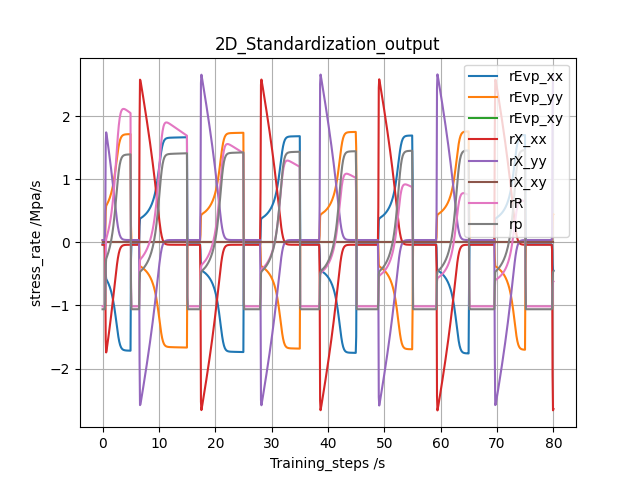 2D_Standardization_output
stress_rate /Mpa/s
2
1
0
−1
−2
0
10
20
30
40
50
60
70
80
Training_steps /s
rEvp_xx
rEvp_yy
rEvp_xy
rX_xx
rX_yy
rX_xy
rR
rp